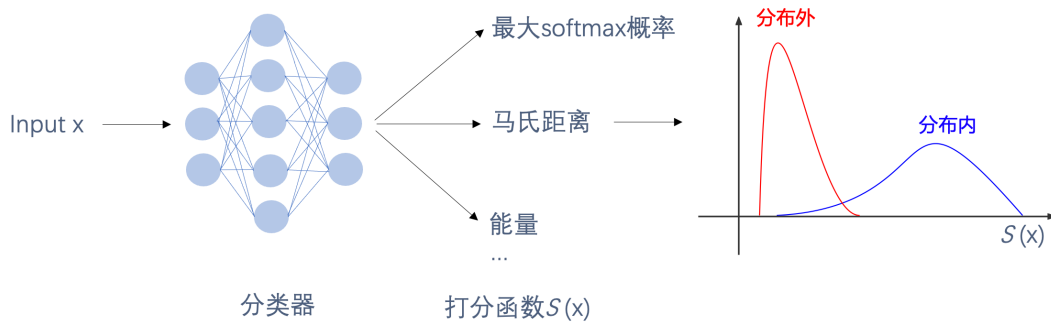 Input x
分类器
最大softmax概率
马氏距离
能量
...
打分函数S (x)
分布外
分布内
S (x)